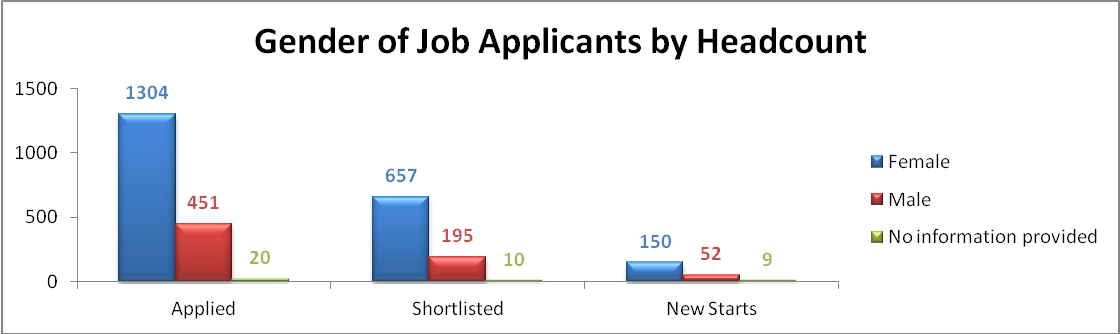 Gender of Job Applicants by Headcount
1500
1000
500
0
1304
451
20
657
195
10
150
52
9
Applied
Shortlisted
New Starts
Female
Male
No information provided